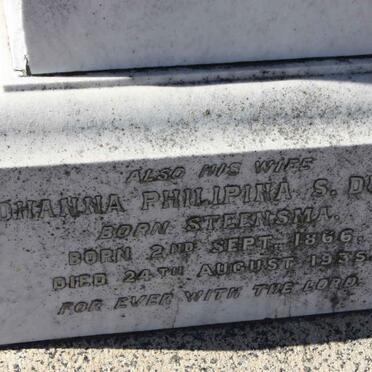 ALSO HIS WIFE
OHANNA PHILIPINA S. DU
BORN STEENSMA.
BORN 2ND SEPT. 1866.
DIED 24TH AUGUST 1935.
FOR EVER WITH THE LORD.